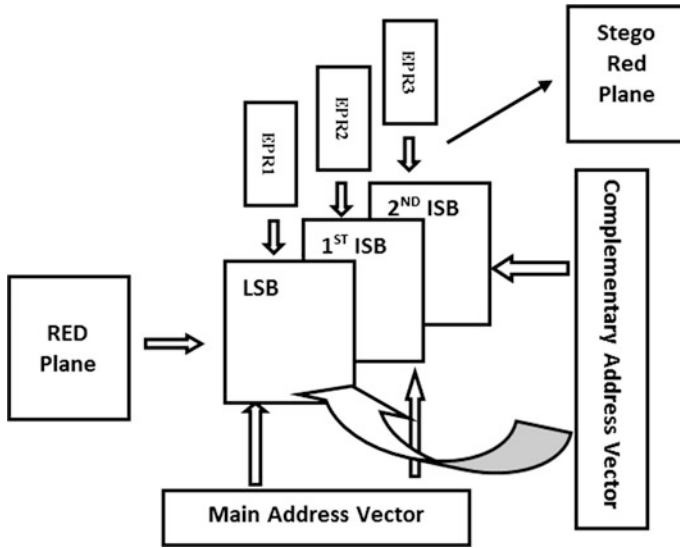 Stego
Red
Plane
EPR3
EPR2
EPR1
2ND ISB
1ST ISB
LSB
RED
Plane
Complementary Address Vector
Main Address Vector